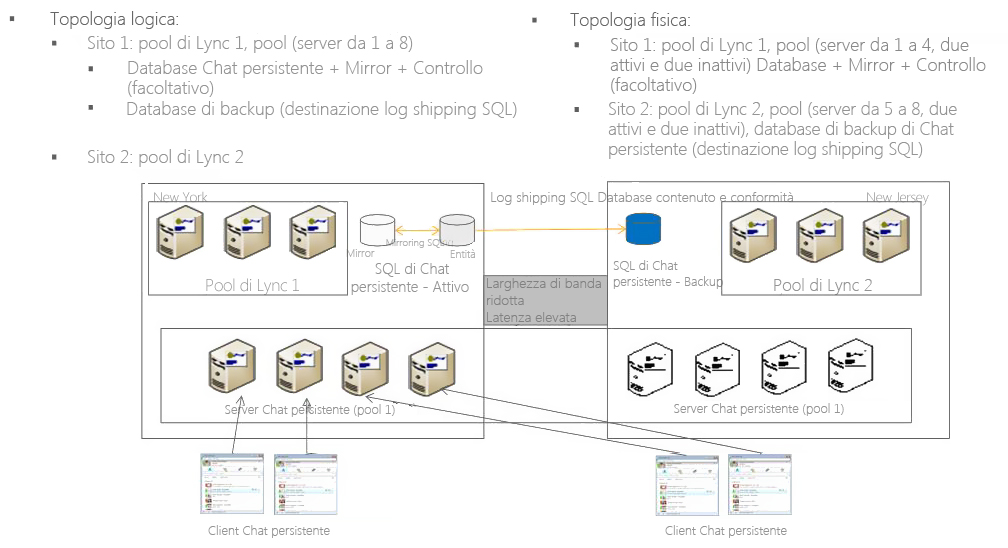 Topologia logica:
Sito 1: pool di Lync 1, pool (server da 1 a 8)
Database Chat persistente + Mirror + Controllo
(facoltativo)
Database di backup (destinazione log shipping SQL)
Sito 2: pool di Lync 2
Topologia fisica:
Sito 1: pool di Lync 1, pool (server da 1 a 4, due
attivi e due inattivi) Database + Mirror + Controllo
(facoltativo)
Sito 2: pool di Lync 2, pool (server da 5 a 8, due
attivi e due inattivi), database di backup di Chat
persistente (destinazione log shipping SQL)
New York
Log shipping SQL Database contenuto e conformità
New Jersey
Mirroring SQL
Mirror
Entità
SQL di Chat
persistente - Attivo
SQL di Chat
persistente - Backup
Pool di Lync 1
Larghezza di banda
ridotta
Latenza elevata
Pool di Lync 2
Server Chat persistente (pool 1)
Server Chat persistente (pool 1)
Client Chat persistente
Client Chat persistente